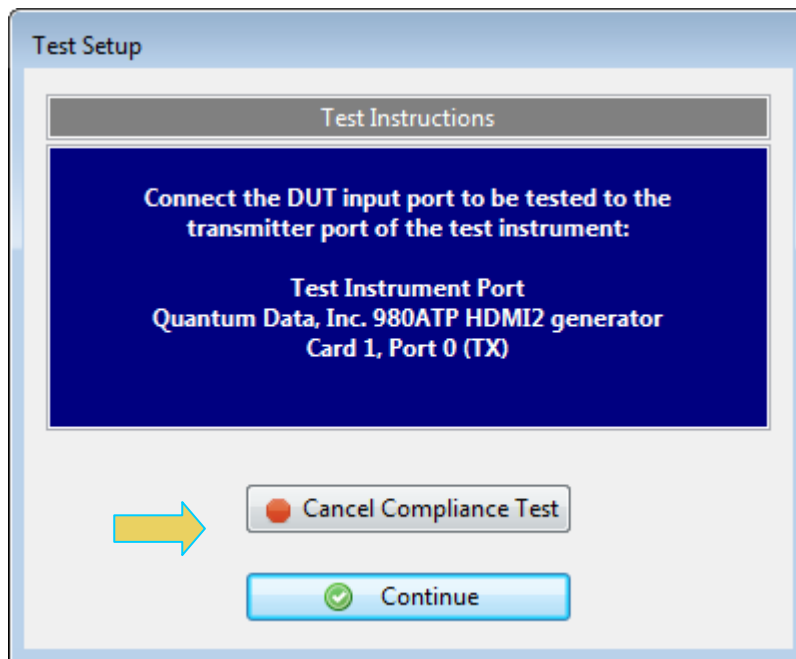 Test Setup
Test Instructions
Connect the DUT input port to be tested to the
transmitter port of the test instrument:
Test Instrument Port
Quantum Data, Inc. 980ATP HDMI2 generator
Card 1, Port 0 (TX)
Cancel Compliance Test
Continue